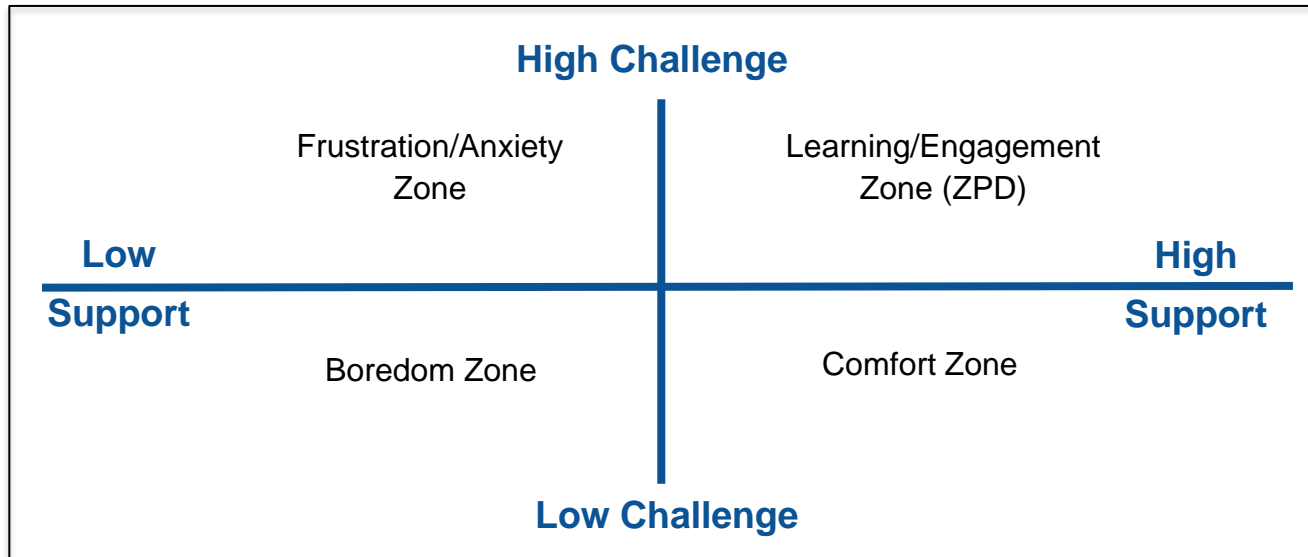 High Challenge
Frustration/Anxiety
Zone
Learning/Engagement
Zone (ZPD)
Low
Support
High
Support
Boredom Zone
Comfort Zone
Low Challenge